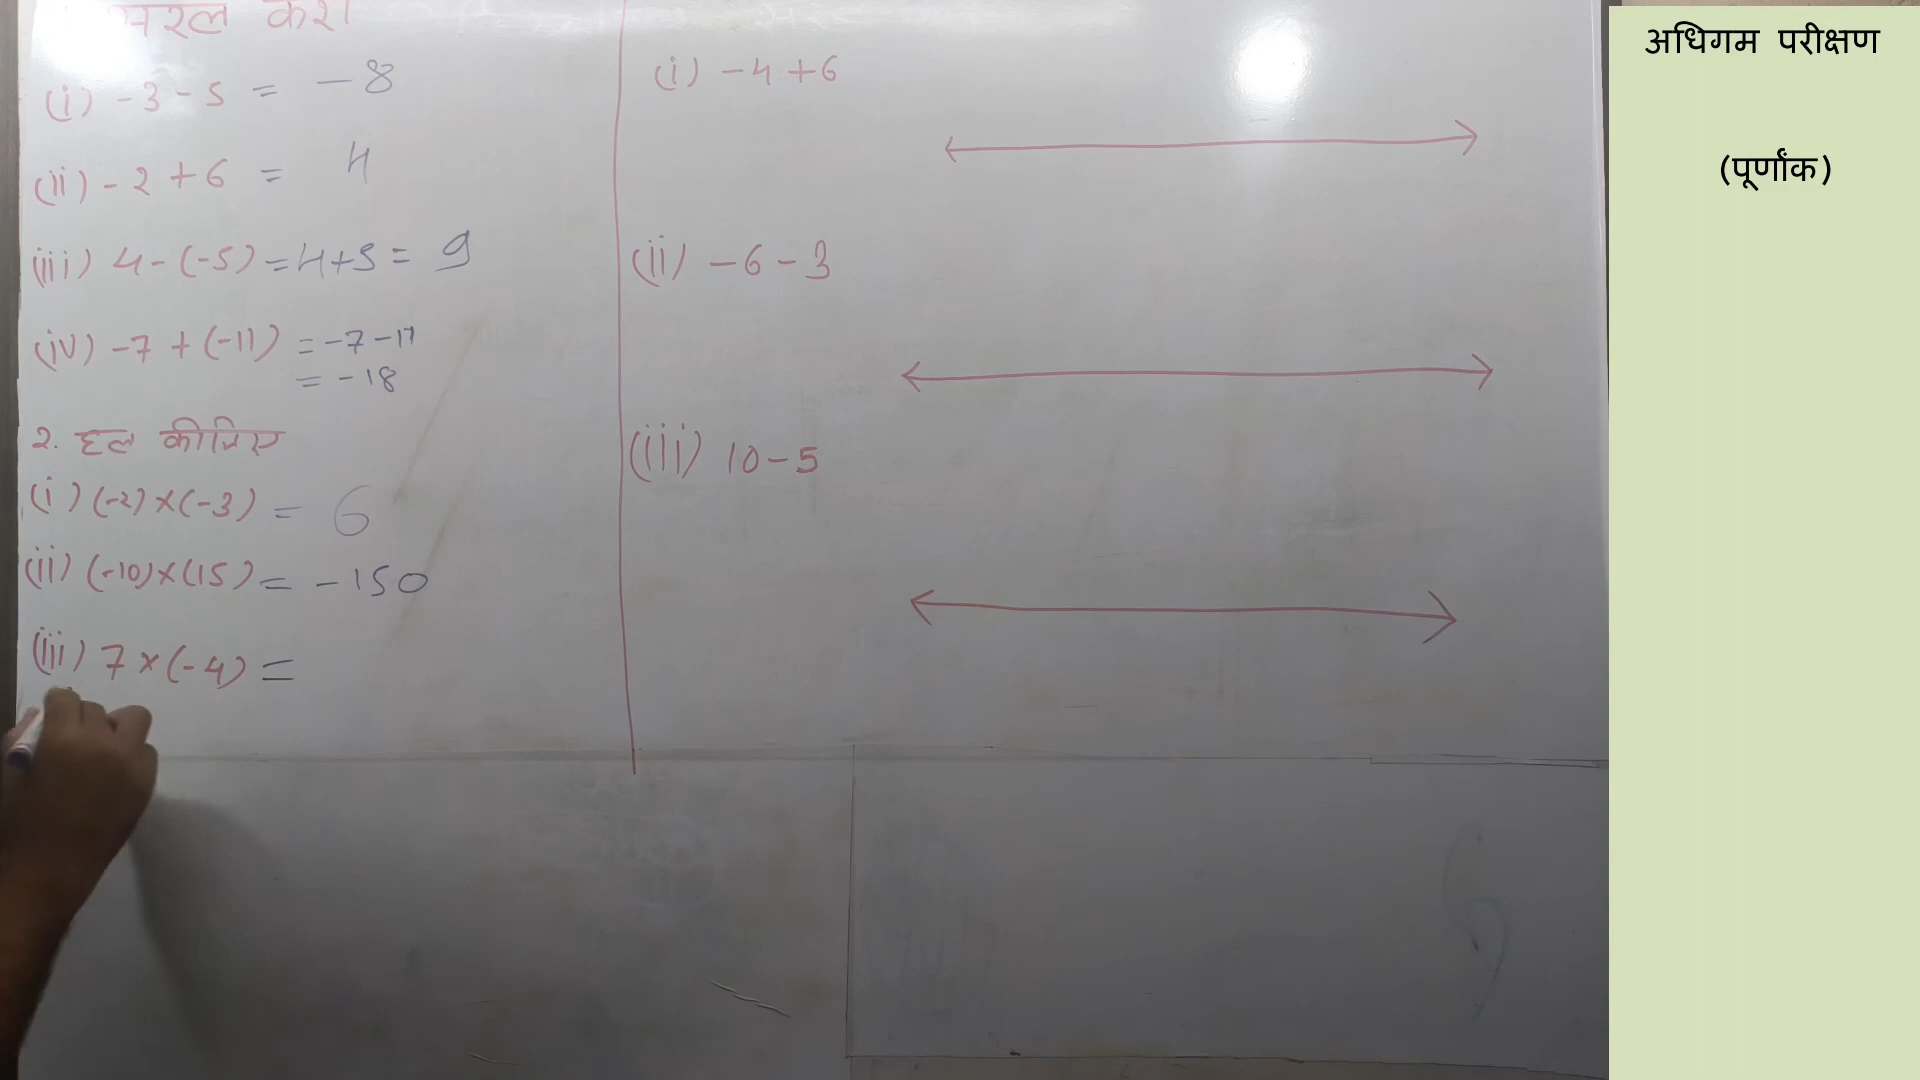 सरल करो
(i) -3-5 = -8
(ii) -2+6 = 4
(iii) 4-(-5)=4+5= 9
(iv) -7+(-11) =-7-11
= -18
२. हल कीजिए
(i) (-2)×(-3) = 6
(ii) (-10)×(15)= -150
(iii) 7×(-4) =
(i) -4+6
(ii) -6-3
(iii) 10-5
अधिगम परीक्षण
(पूर्णांक)